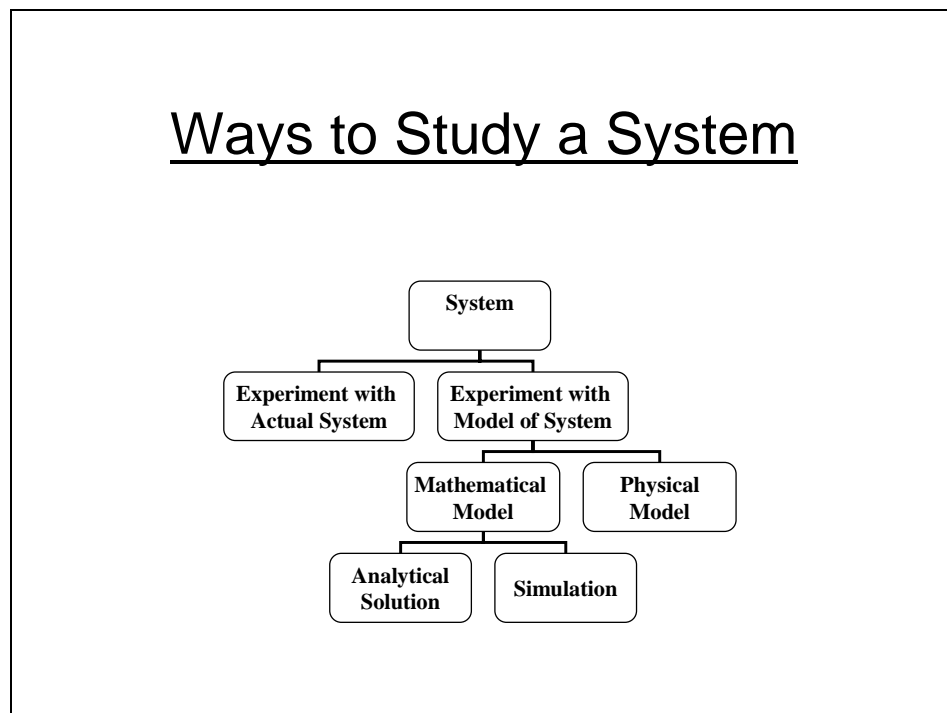 Ways to Study a System
System
Experiment with
Actual System
Experiment with
Model of System
Mathematical
Model
Physical
Model
Analytical
Solution
Simulation